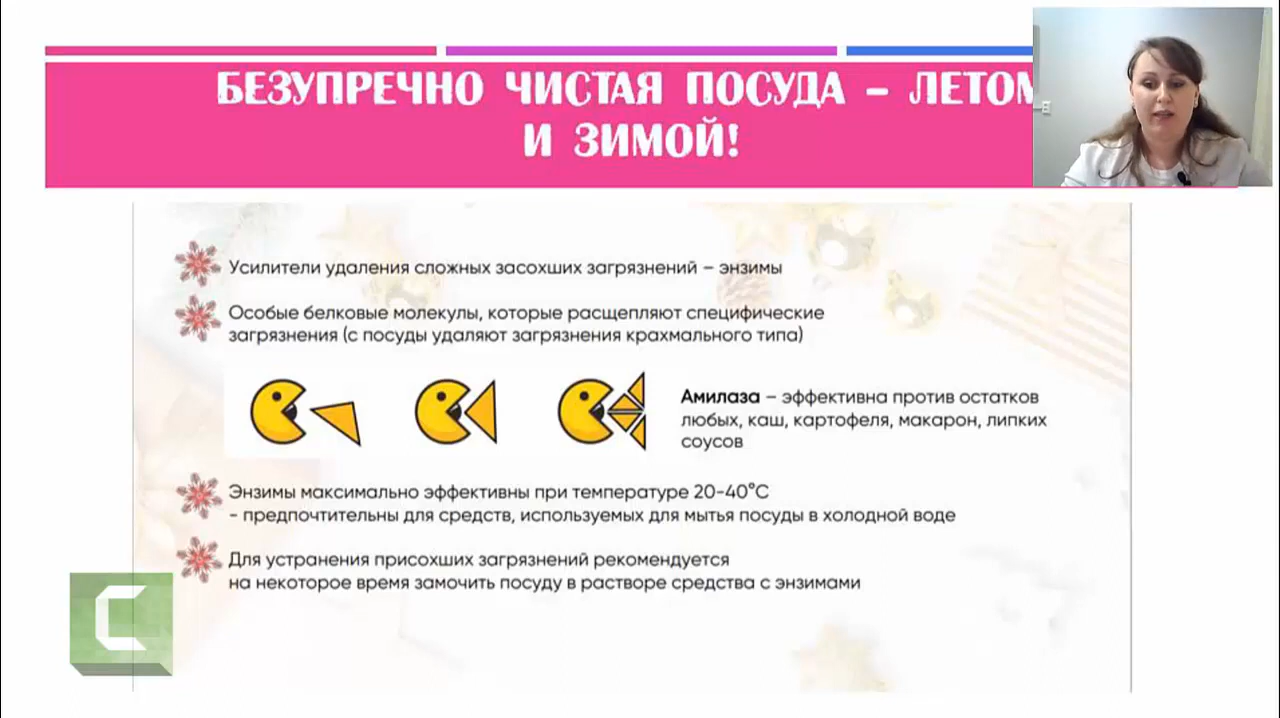 БЕЗУПРЕЧНО ЧИСТАЯ ПОСУДА – ЛЕТОМ
И ЗИМОЙ!
Усилители удаления сложных засохших загрязнений – энзимы
Особые белковые молекулы, которые расщепляют специфические
загрязнения (с посуды удаляют загрязнения крахмального типа)
Амилаза – эффективна против остатков
любых, каш, картофеля, макарон, липких
соусов
Энзимы максимально эффективны при температуре 20-40°С
- предпочтительны для средств, используемых для мытья посуды в холодной воде
Для устранения присохших загрязнений рекомендуется
на некоторое время замочить посуду в растворе средства с энзимами